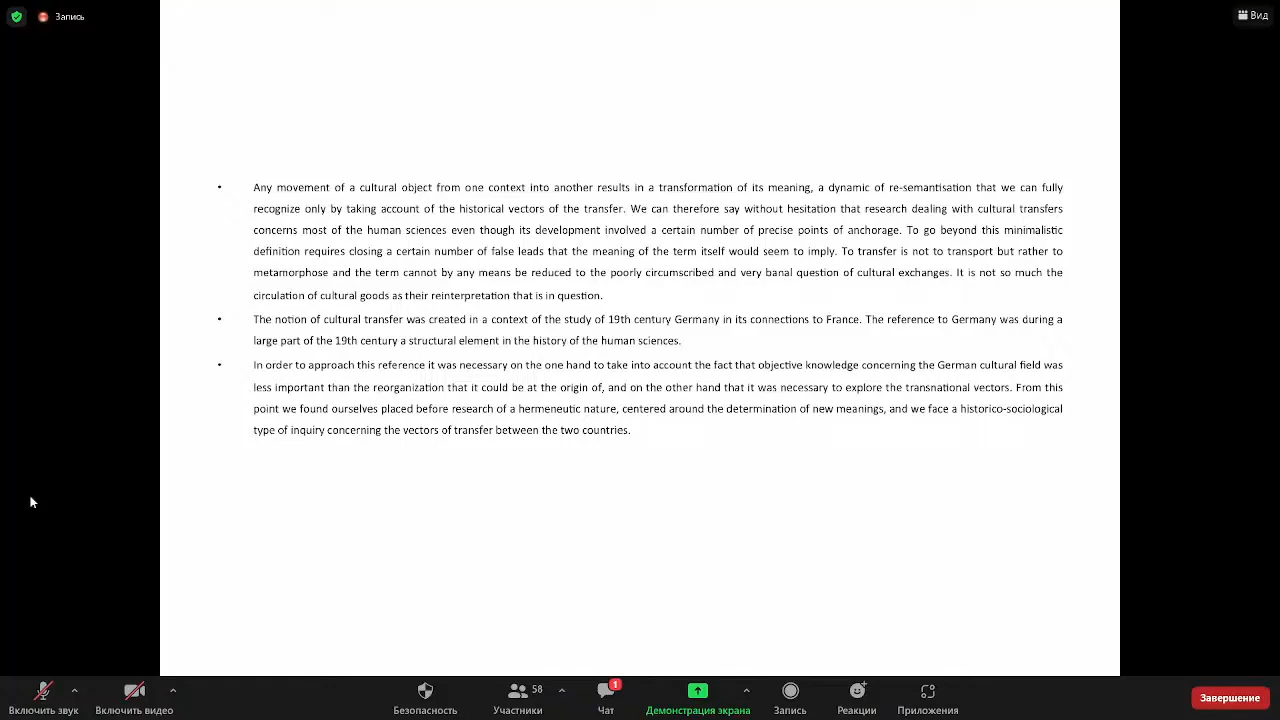 Запись
Вид
• Any movement of a cultural object from one context into another results in a transformation of its meaning, a dynamic of re-semantisation that we can fully
recognize only by taking account of the historical vectors of the transfer. We can therefore say without hesitation that research dealing with cultural transfers
concerns most of the human sciences even though its development involved a certain number of precise points of anchorage. To go beyond this minimalistic
definition requires closing a certain number of false leads that the meaning of the term itself would seem to imply. To transfer is not to transport but rather to
metamorphose and the term cannot by any means be reduced to the poorly circumscribed and very banal question of cultural exchanges. It is not so much the
circulation of cultural goods as their reinterpretation that is in question.
• The notion of cultural transfer was created in a context of the study of 19th century Germany in its connections to France. The reference to Germany was during a
large part of the 19th century a structural element in the history of the human sciences.
• In order to approach this reference it was necessary on the one hand to take into account the fact that objective knowledge concerning the German cultural field was
less important than the reorganization that it could be at the origin of, and on the other hand that it was necessary to explore the transnational vectors. From this
point we found ourselves placed before research of a hermeneutic nature, centered around the determination of new meanings, and we face a historico-sociological
type of inquiry concerning the vectors of transfer between the two countries.
58
1
Включить звук Включить видео Безопасность Участники Чат Демонстрация экрана Запись Реакции Приложения Завершение